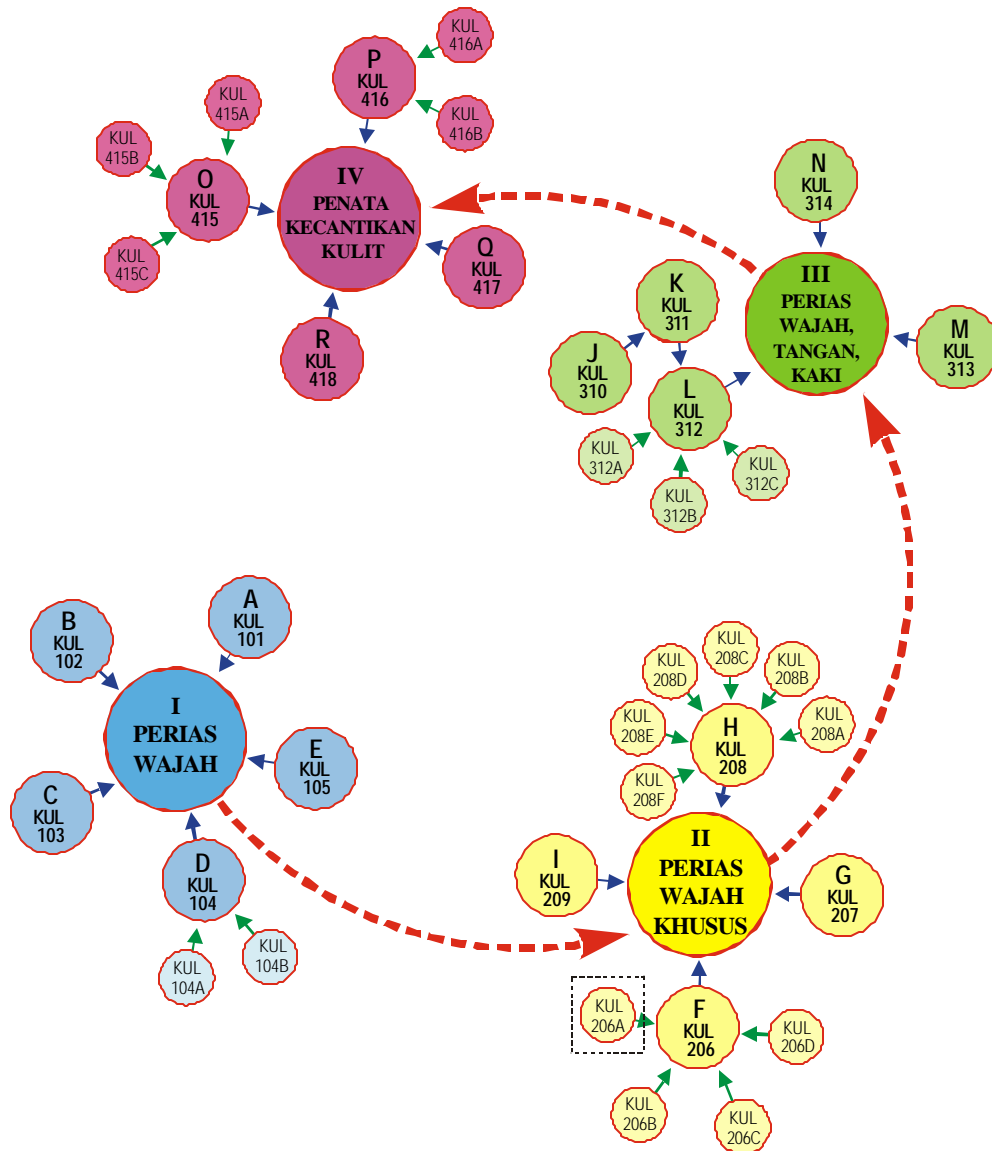 KUL
416A
P
KUL
416
KUL
416B
KUL
415A
KUL
415B
O
KUL
415
KUL
415C
IV
PENATA
KECANTIKAN
KULIT
Q
KUL
417
R
KUL
418
N
KUL
314
III
PERIAS
WAJAH,
TANGAN,
KAKI
M
KUL
313
K
KUL
311
J
KUL
310
L
KUL
312
KUL
312A
KUL
312B
KUL
312C
A
KUL
101
B
KUL
102
I
PERIAS
WAJAH
E
KUL
105
C
KUL
103
D
KUL
104
KUL
104A
KUL
104B
KUL
208C
KUL
208D
KUL
208B
KUL
208E
H
KUL
208
KUL
208A
KUL
208F
II
PERIAS
WAJAH
KHUSUS
I
KUL
209
G
KUL
207
KUL
206A
F
KUL
206
KUL
206D
KUL
206B
KUL
206C